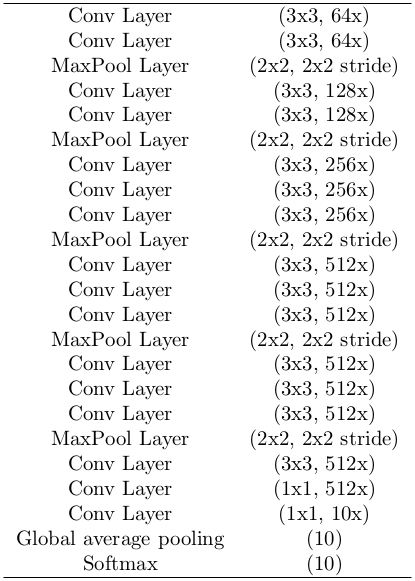 Conv Layer (3x3, 64x)
Conv Layer (3x3, 64x)
MaxPool Layer (2x2, 2x2 stride)
Conv Layer (3x3, 128x)
Conv Layer (3x3, 128x)
MaxPool Layer (2x2, 2x2 stride)
Conv Layer (3x3, 256x)
Conv Layer (3x3, 256x)
Conv Layer (3x3, 256x)
MaxPool Layer (2x2, 2x2 stride)
Conv Layer (3x3, 512x)
Conv Layer (3x3, 512x)
Conv Layer (3x3, 512x)
MaxPool Layer (2x2, 2x2 stride)
Conv Layer (3x3, 512x)
Conv Layer (3x3, 512x)
Conv Layer (3x3, 512x)
MaxPool Layer (2x2, 2x2 stride)
Conv Layer (3x3, 512x)
Conv Layer (1x1, 512x)
Conv Layer (1x1, 10x)
Global average pooling (10)
Softmax (10)